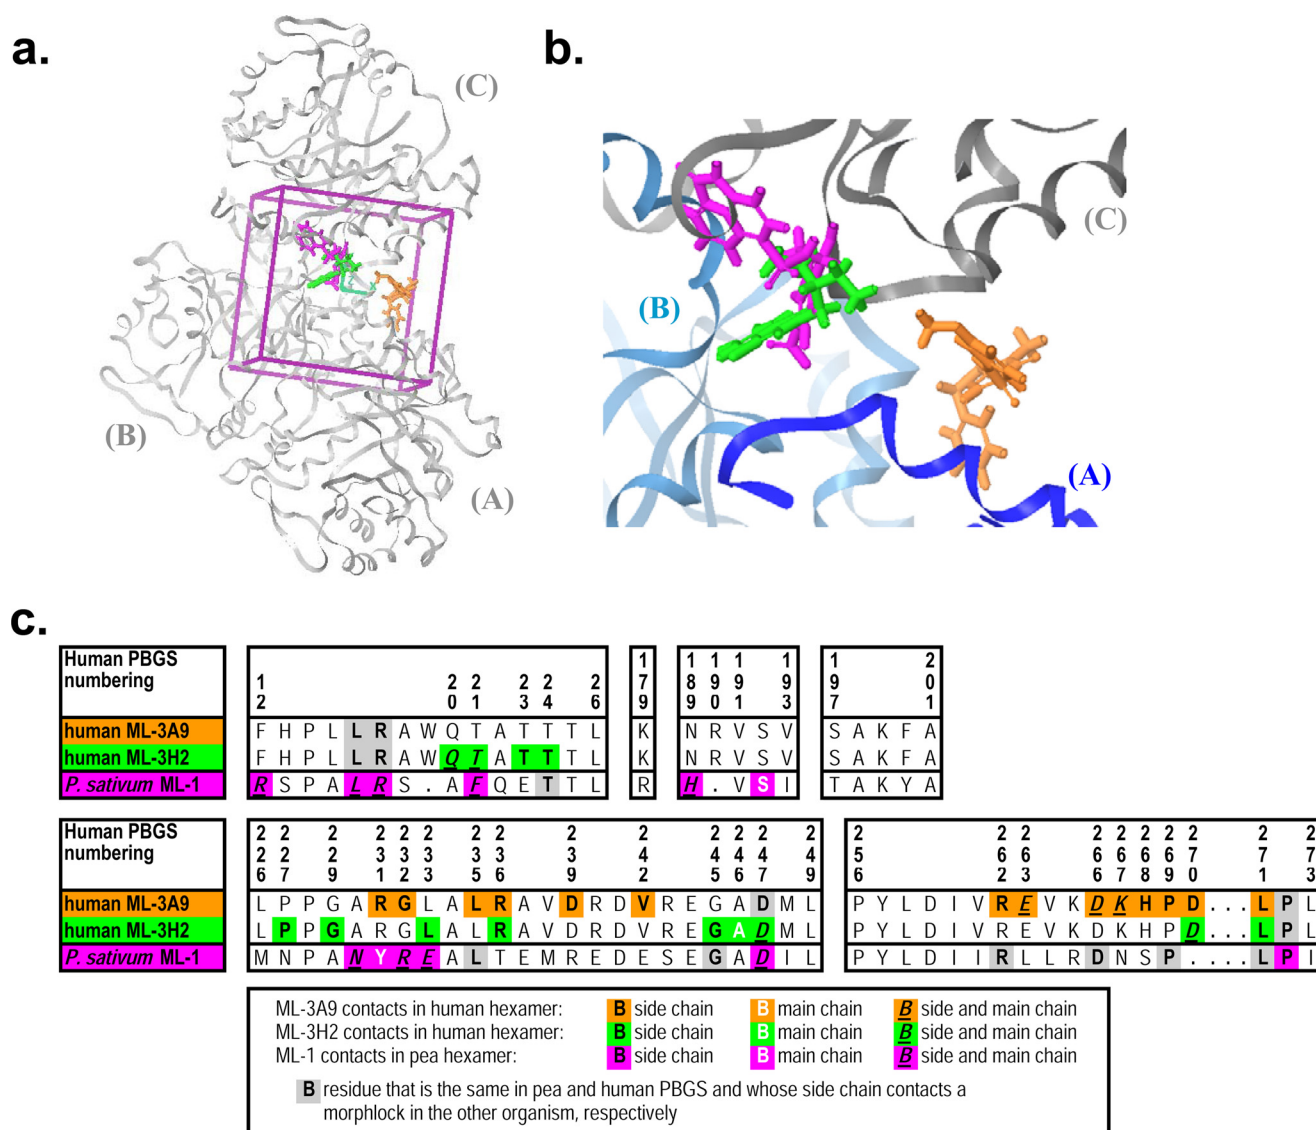 a.
(C)
(B)
(A)
b.
(C)
(B)
(A)
c.
Human PBGS numbering 12 20 21 23 24 26 179 189 190 191 193 197 201
human ML-3A9 F H P L L R A W Q T A T T T L K N R V S V S A K F A
human ML-3H2 F H P L L R A W Q T A T T T L K N R V S V S A K F A
P. sativum ML-1 R S P A L R S . A F Q E T T L R H . V S I T A K Y A
Human PBGS numbering 226 227 229 231 232 233 235 236 239 242 245 246 247 249 256 262 263 266 267 268 269 270 271 273
human ML-3A9 L P P G A R G L A L R A V D R D V R E G A D M L P Y L D I V R E V K D K H P D . . . L P L
human ML-3H2 L P P G A R G L A L R A V D R D V R E G A D M L P Y L D I V R E V K D K H P D . . . L P L
P. sativum ML-1 M N P A N Y R E A L T E M R E D E S E G A D I L P Y L D I I R L L R D N S P . . . . L P I
ML-3A9 contacts in human hexamer: B side chain B main chain B side and main chain
ML-3H2 contacts in human hexamer: B side chain B main chain B side and main chain
ML-1 contacts in pea hexamer: B side chain B main chain B side and main chain
B residue that is the same in pea and human PBGS and whose side chain contacts a
morphlock in the other organism, respectively